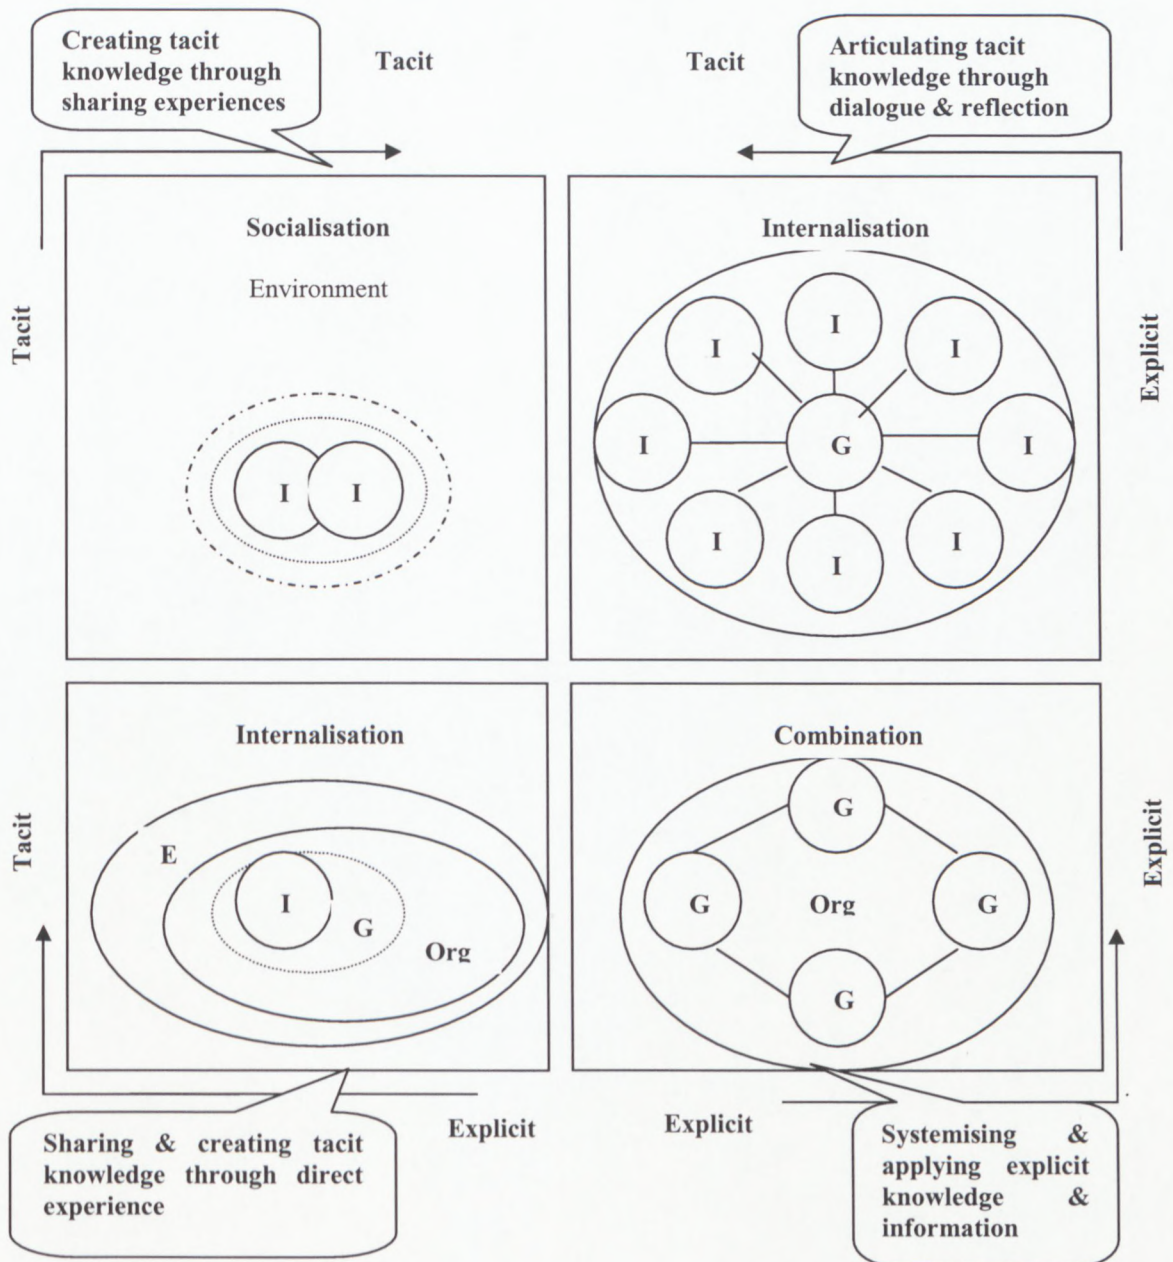 Creating tacit
knowledge through
sharing experiences
Tacit
Tacit
Articulating tacit
knowledge through
dialogue & reflection
Socialisation
Environment
Tacit
I
I
Internalisation
I
I
I
I
G
I
I
I
I
Explicit
Internalisation
Tacit
E
I
G
Org
Combination
G
G
Org
G
G
Explicit
Explicit
Explicit
Sharing & creating tacit
knowledge through direct
experience
Systemising &
applying explicit
knowledge &
information